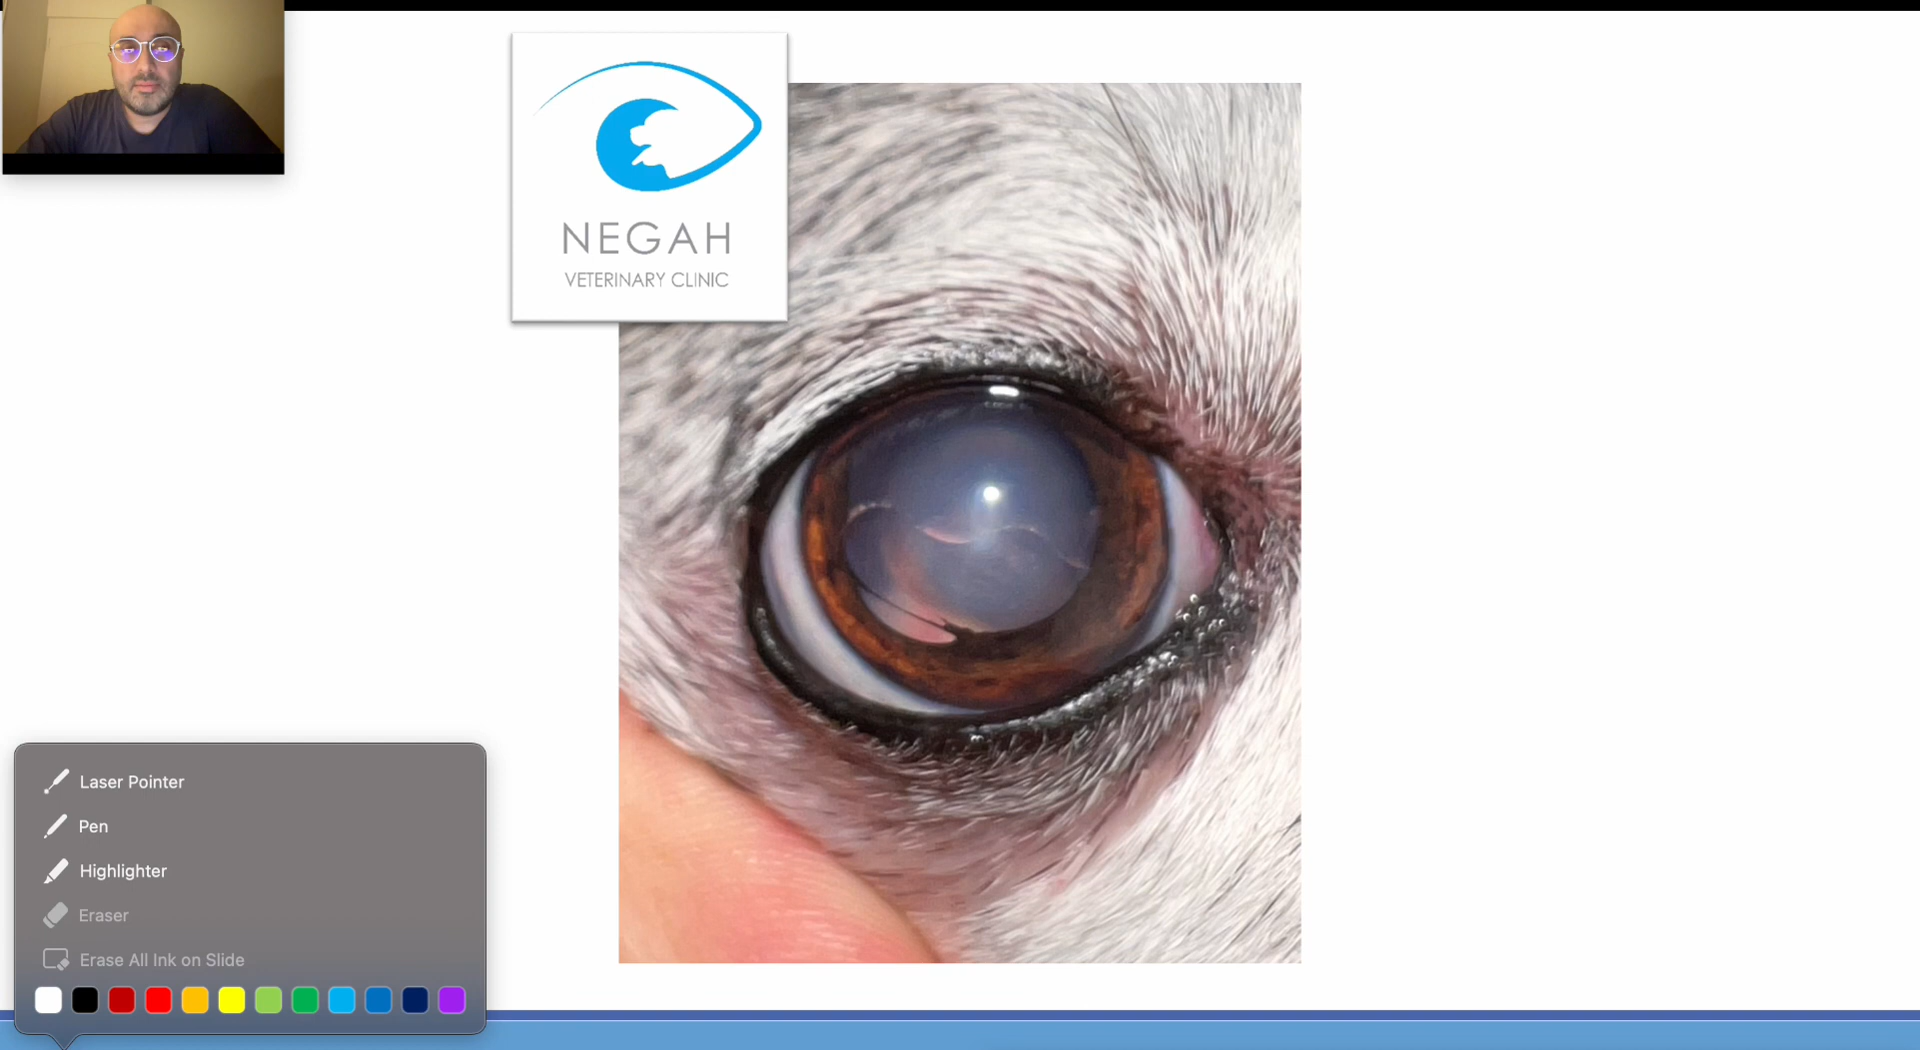 NEGAH
VETERINARY CLINIC
Laser Pointer
Pen
Highlighter
Eraser
Erase All Ink on Slide